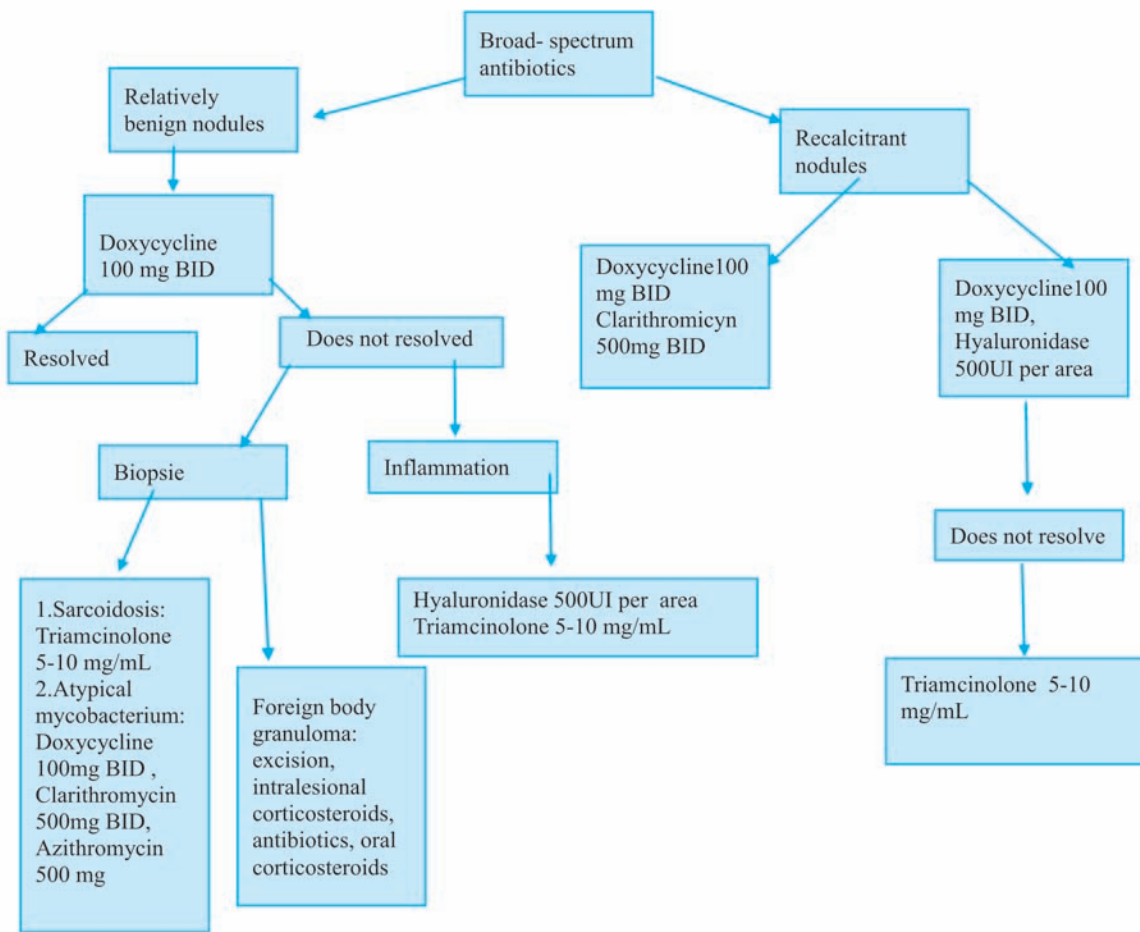 Broad- spectrum
antibiotics
Relatively
benign nodules
Recalcitrant
nodules
Doxycycline
100 mg BID
Doxycycline100
mg BID
Clarithromicyn
500mg BID
Doxycycline100
mg BID,
Hyaluronidase
500UI per area
Resolved
Does not resolved
Biopsie
Inflammation
Does not resolve
1.Sarcoidosis:
Triamcinolone
5-10 mg/mL
2.Atypical
mycobacterium:
Doxycycline
100mg BID ,
Clarithromycin
500mg BID,
Azithromycin
500 mg
Foreign body
granuloma:
excision,
intralesional
corticosteroids,
antibiotics, oral
corticosteroids
Hyaluronidase 500UI per area
Triamcinolone 5-10 mg/mL
Triamcinolone 5-10
mg/mL